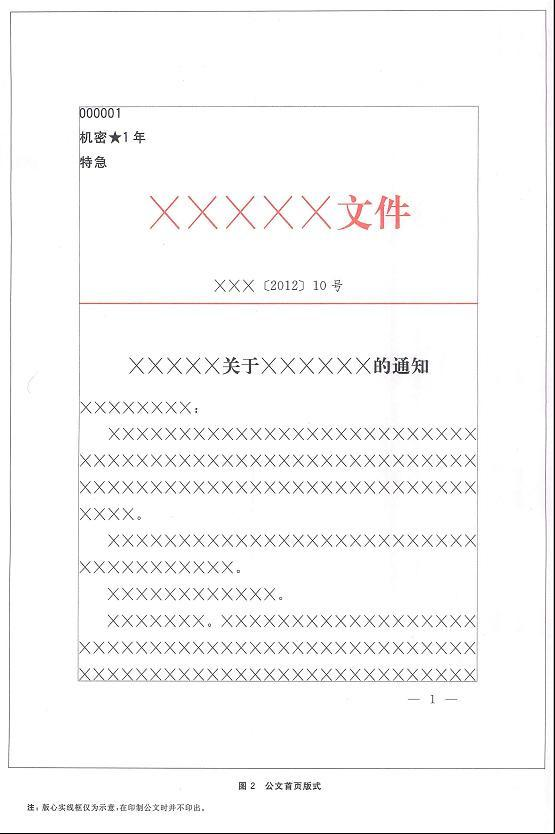 000001
机密★1 年
特急
×××××文件
×××〔2012〕10 号
×××××关于××××××的通知
××××××××:
××××××××××××××××××××××××××
××××××××××××××××××××××××××××
××××××××××××××××××××××××××××
××××。
××××××××××××××××××××××××××
×××××××××××。
××××××××××××。
×××××××。××××××××××××××××××
××××××××××××××××××××××××××××
××××××××××××××××××××××××××××
— 1 —
图 2 公文首页版式
注：版心实线框仅为示意,在印制公文时并不印出。